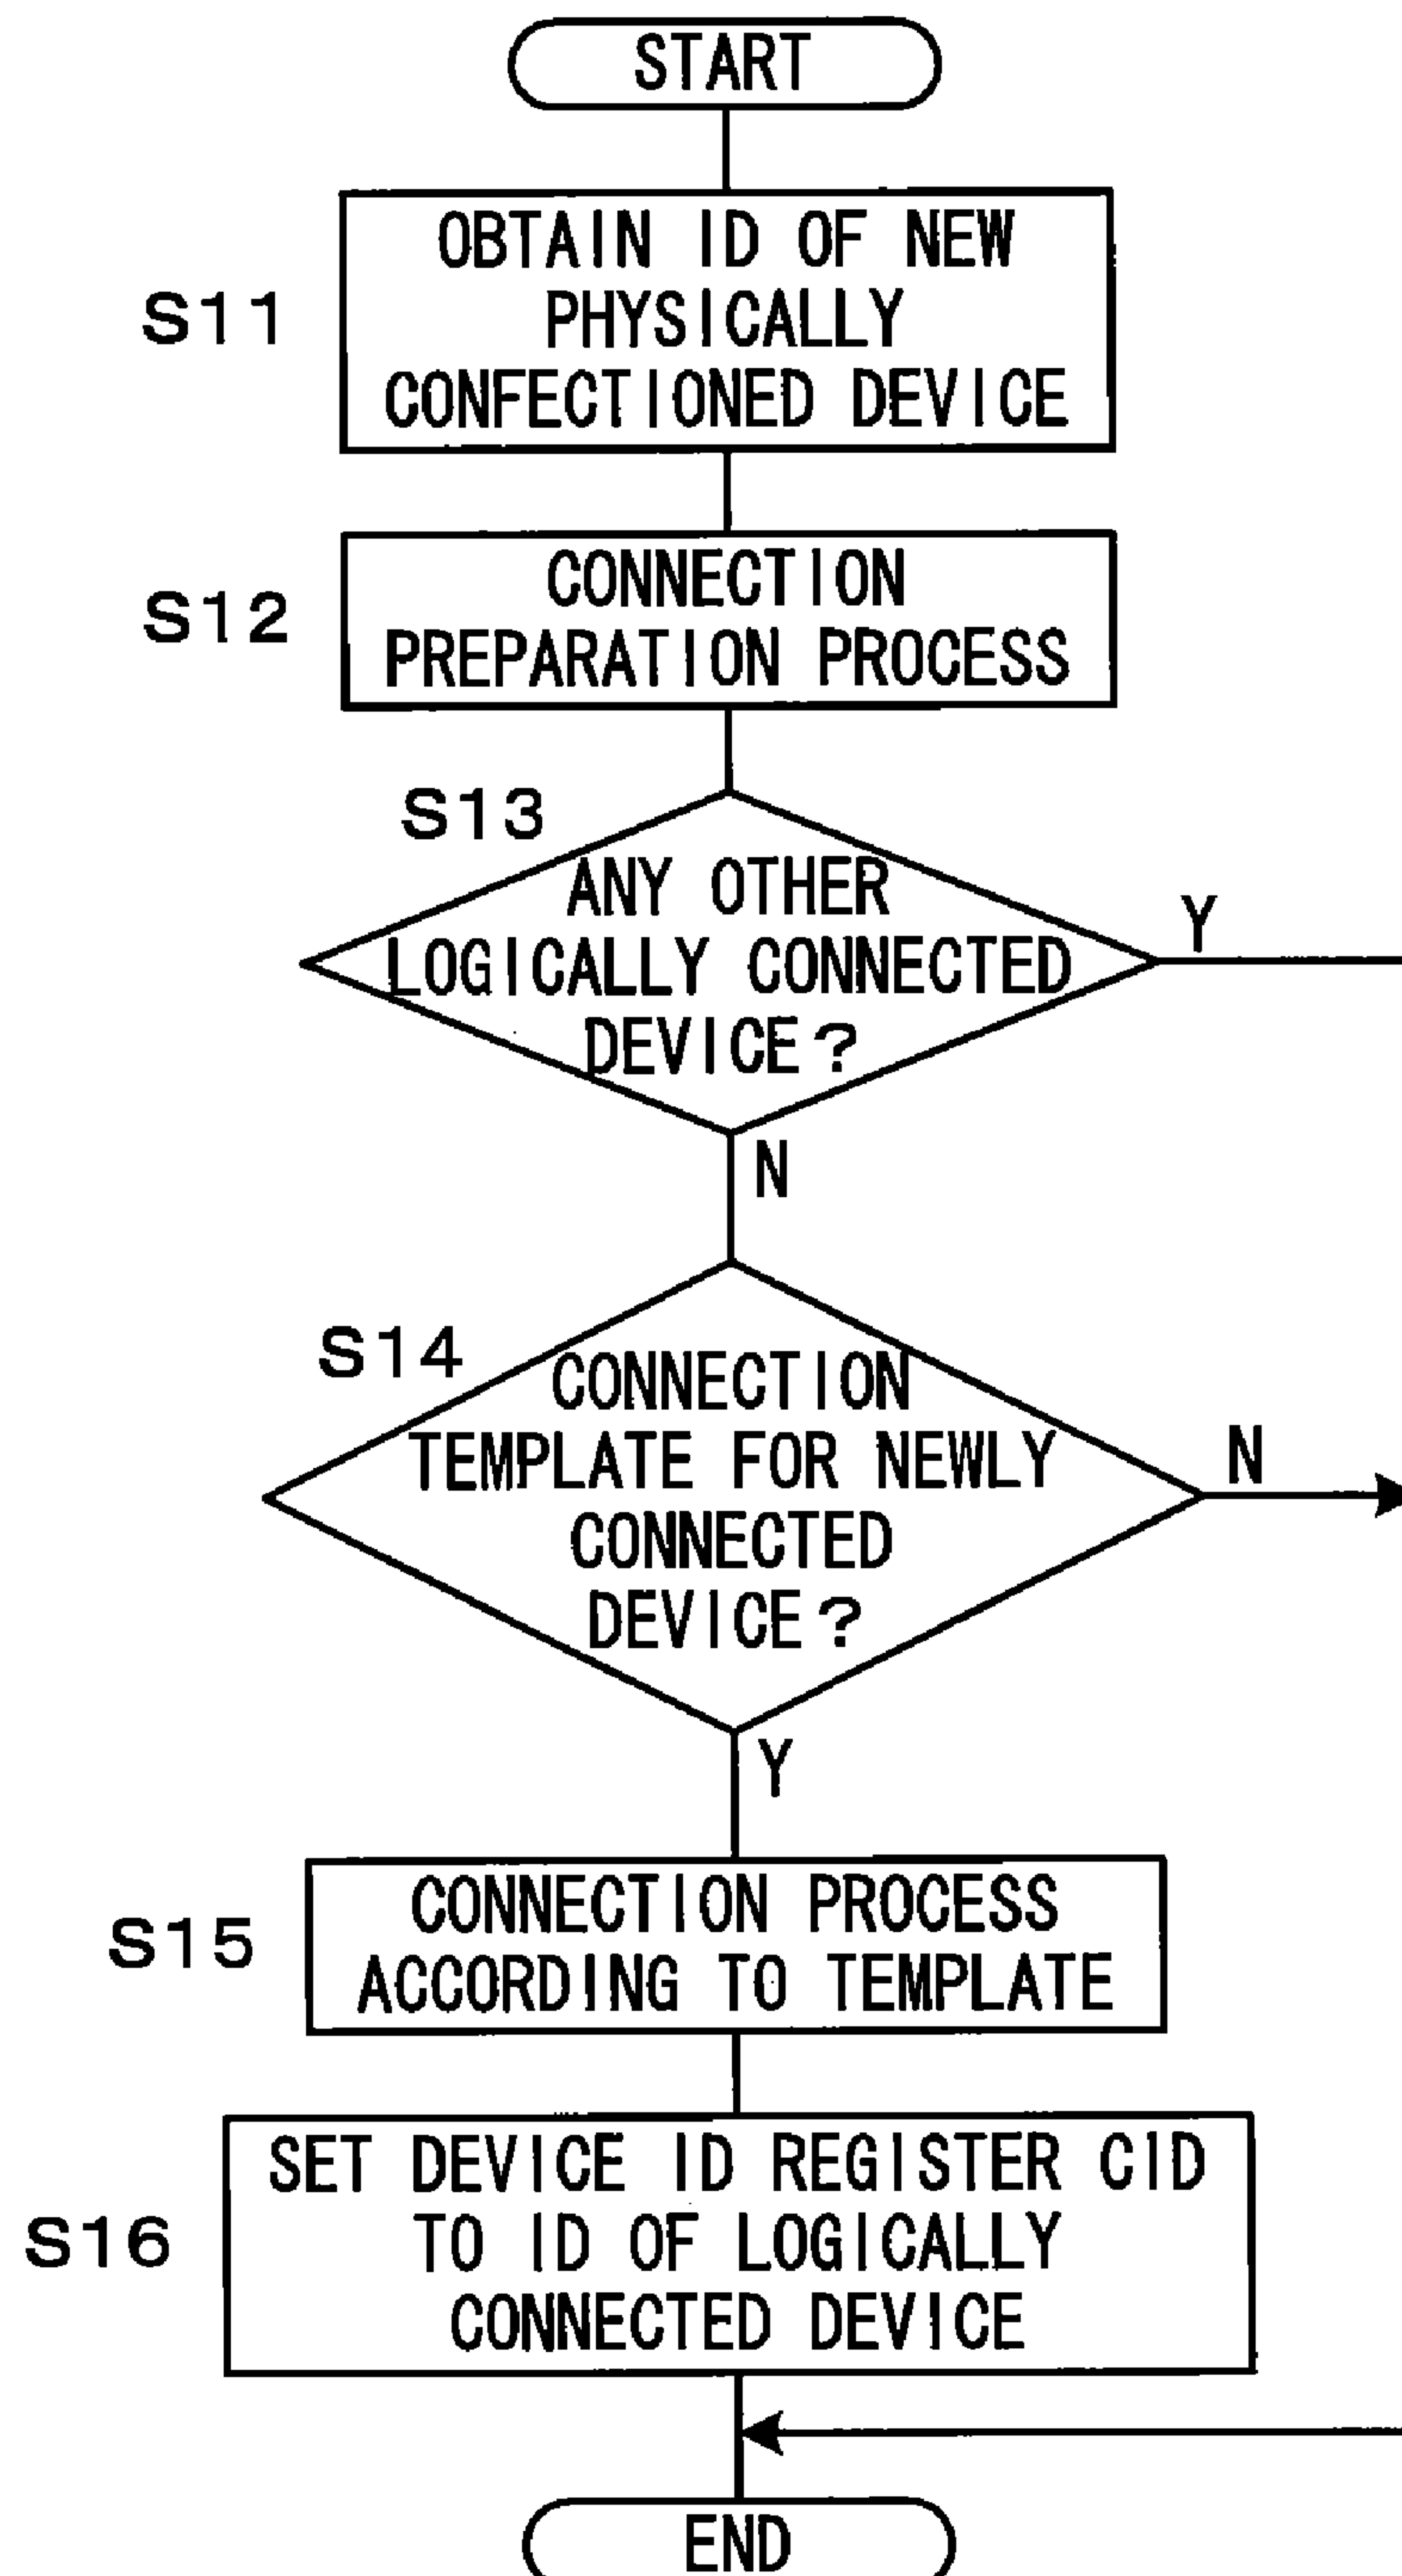 START
S11
OBTAIN ID OF NEW
PHYSICALLY
CONFECTIONED DEVICE
S12
CONNECTION
PREPARATION PROCESS
S13
ANY OTHER
LOGICALLY CONNECTED
DEVICE?
Y
N
S14
CONNECTION
TEMPLATE FOR NEWLY
CONNECTED
DEVICE?
N
Y
S15
CONNECTION PROCESS
ACCORDING TO TEMPLATE
S16
SET DEVICE ID REGISTER CID
TO ID OF LOGICALLY
CONNECTED DEVICE
END